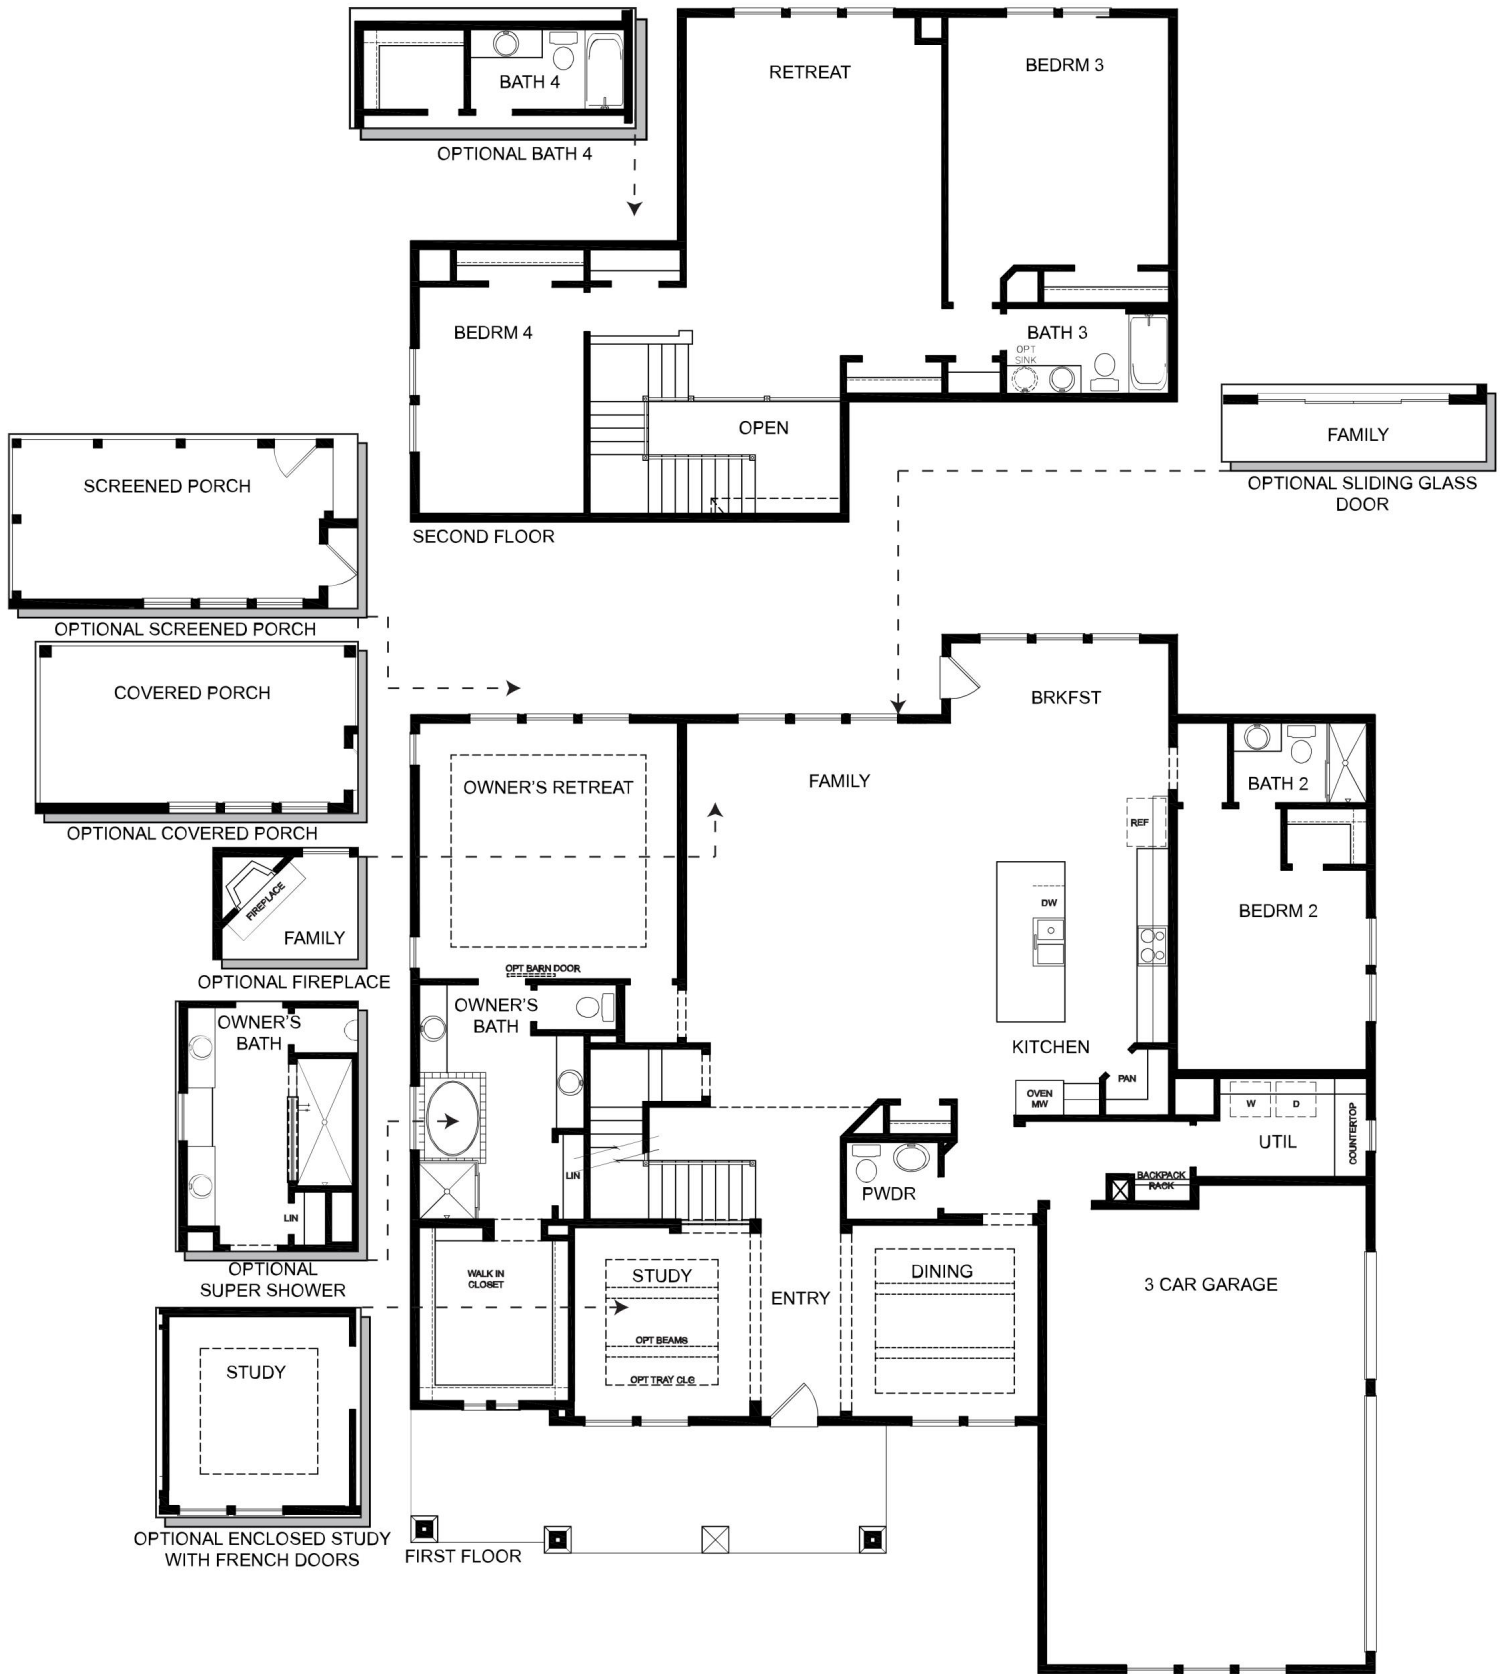 RETREAT
BEDRM 3
BATH 4
OPTIONAL BATH 4
BEDRM 4
BATH 3
OPT
SINK
OPEN
SECOND FLOOR
FAMILY
OPTIONAL SLIDING GLASS
DOOR
SCREENED PORCH
OPTIONAL SCREENED PORCH
COVERED PORCH
OPTIONAL COVERED PORCH
FIREPLACE
FAMILY
OPTIONAL FIREPLACE
OWNER'S
BATH
LIN
OPTIONAL
SUPER SHOWER
STUDY
OPTIONAL ENCLOSED STUDY
WITH FRENCH DOORS
BRKFST
OWNER'S RETREAT
FAMILY
BATH 2
REF
DW
BEDRM 2
OPT BARN DOOR
OWNER'S
BATH
KITCHEN
PAN
OVEN
MW
W
D
UTIL
COUNTERTOP
LIN
PWDR
BACKPACK
RACK
WALK IN
CLOSET
STUDY
OPT BEAMS
OPT TRAY CLG
ENTRY
DINING
3 CAR GARAGE
FIRST FLOOR